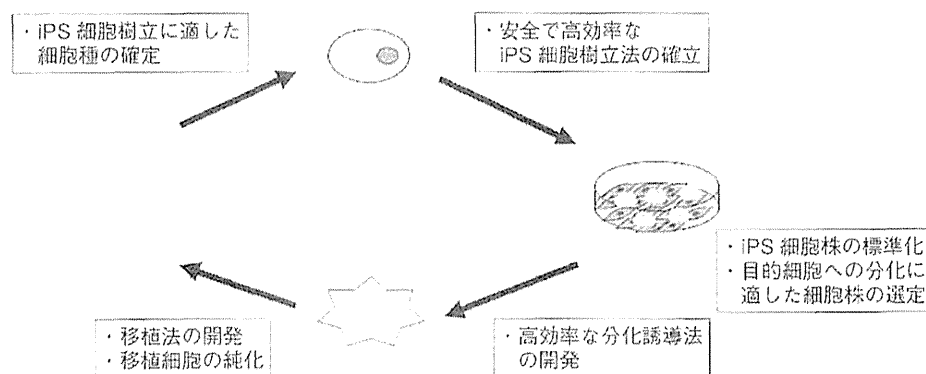 ・iPS 細胞樹立に適した
細胞種の確定
・安全で高効率な
iPS 細胞樹立法の確立
・iPS 細胞株の標準化
・目的細胞への分化に
適した細胞株の選定
・高効率な分化誘導法
の開発
・移植法の開発
・移植細胞の純化